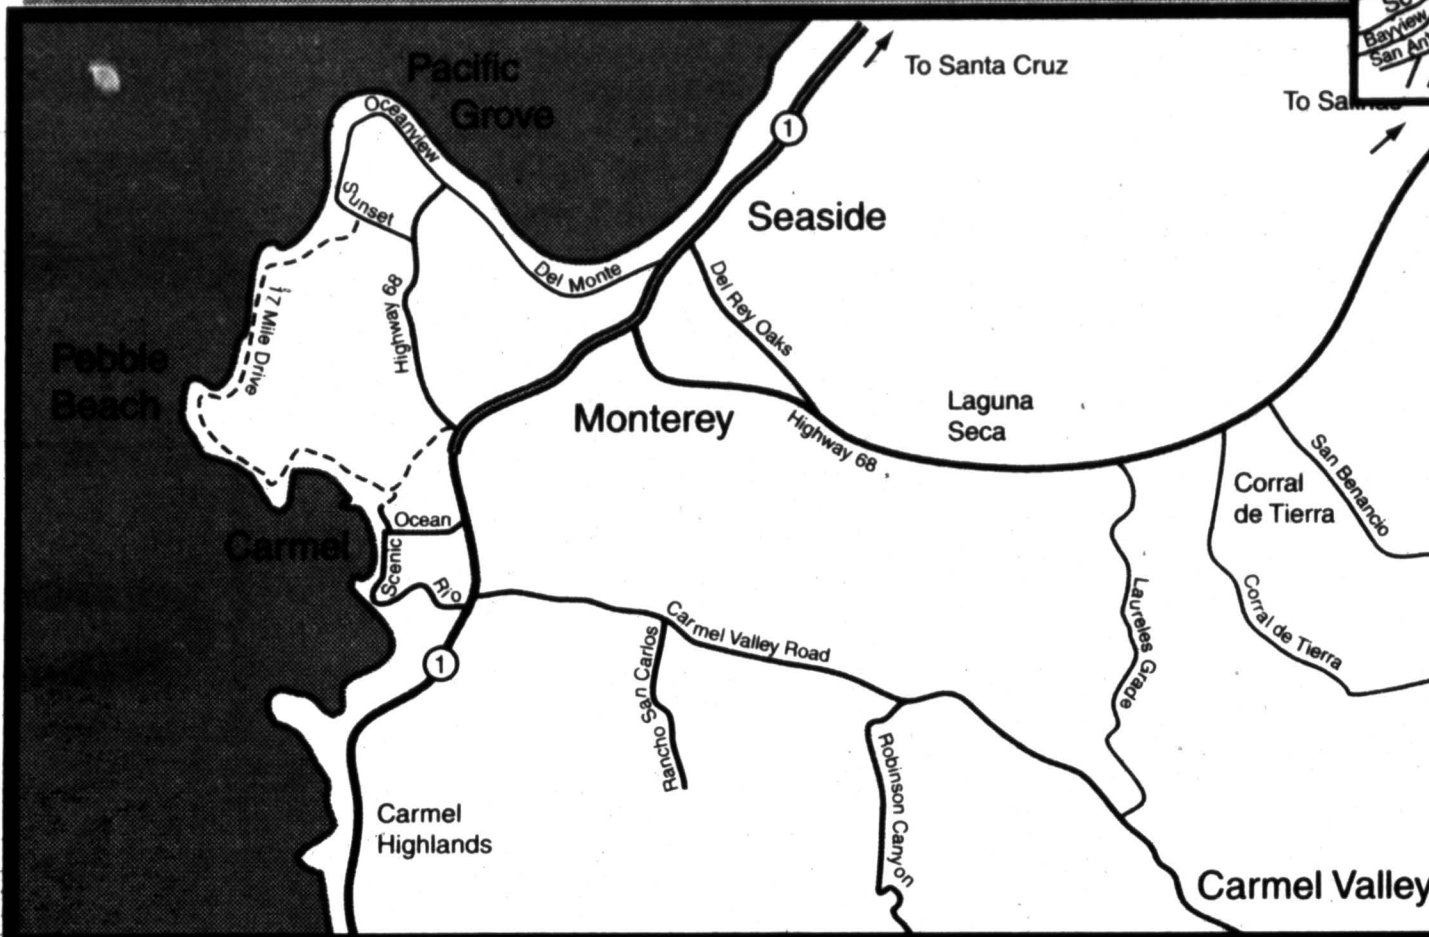 Bayview
To Santa Cruz
Pacific
Grove
Oceanview
1
Seaside
Sunset
Del Monte
Del Rey Oaks
Highway 68
17 Mile Drive
Pebble
Beach
Monterey
Laguna
Seca
Highway 68
San Benancio
Corral
de Tierra
Ocean
Carmel
Scenic
Rio
Carmel Valley Road
Laureles Grade
Corral de Tierra
1
Rancho San Carlos
Robinson Canyon
Carmel
Highlands
Carmel Valley